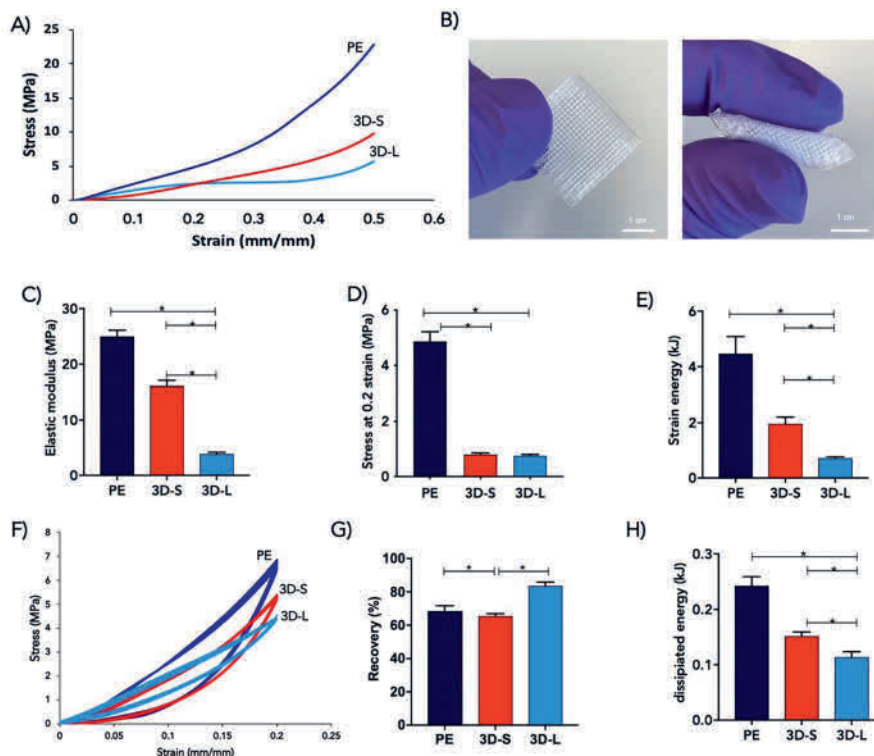 A)
Stress (MPa)
25
20
15
10
5
0
0
0.1
0.2
0.3
0.4
0.5
0.6
Strain (mm/mm)
PE
3D-S
3D-L
B)
1 cm
1 cm
C)
Elastic modulus (MPa)
30
20
10
0
PE
3D-S
3D-L
*
*
*
D)
Stress at 0.2 strain (MPa)
6
4
2
0
PE
3D-S
3D-L
*
*
E)
Strain energy (kJ)
6
4
2
0
PE
3D-S
3D-L
*
*
*
F)
Stress (MPa)
8
7
6
5
4
3
2
1
0
0
0.05
0.1
0.15
0.2
0.25
Strain (mm/mm)
PE
3D-S
3D-L
G)
Recovery (%)
100
80
60
40
20
0
PE
3D-S
3D-L
*
*
H)
dissipiated energy (kJ)
0.3
0.2
0.1
0.0
PE
3D-S
3D-L
*
*
*